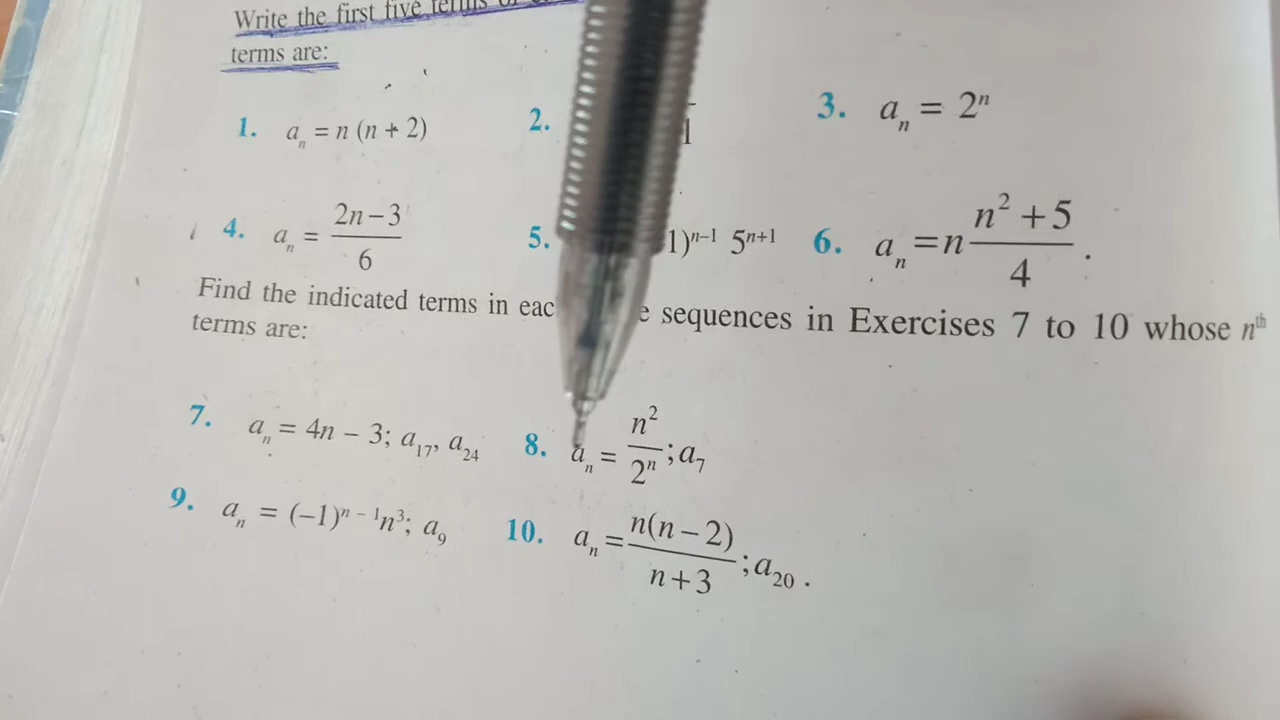 Write the first five terms of
terms are:
1. aₙ = n (n + 2) 2. 1 3. aₙ = 2ⁿ
4. aₙ = (2n – 3)/6 5. 1)ⁿ⁻¹ 5ⁿ⁺¹ 6. aₙ = n (n² + 5)/4 .
Find the indicated terms in eac e sequences in Exercises 7 to 10 whose nᵗʰ
terms are:
7. aₙ = 4n – 3; a₁₇, a₂₄ 8. aₙ = n²/2ⁿ ; a₇
9. aₙ = (–1)ⁿ ⁻ ¹n³; a₉ 10. aₙ = n(n – 2)/(n + 3) ; a₂₀ .